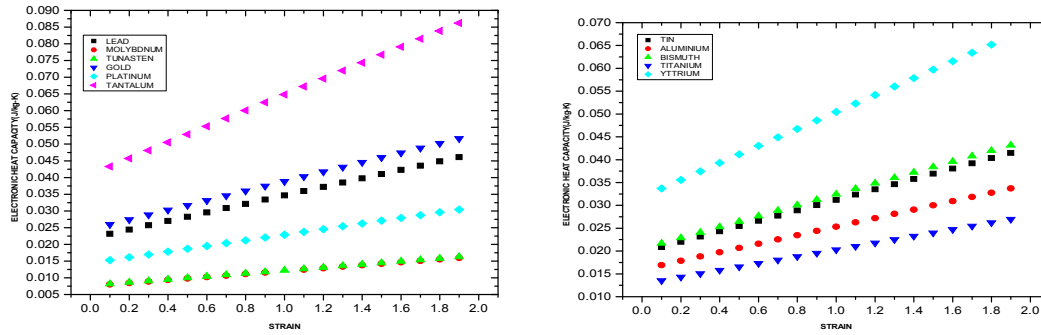 0.090
0.085
0.080
0.075
0.070
0.065
0.060
0.055
0.050
0.045
0.040
0.035
0.030
0.025
0.020
0.015
0.010
0.005
ELECTRONIC HEAT CAPACITY(J/kg-K)
LEAD
MOLYBDNUM
TUNASTEN
GOLD
PLATINUM
TANTALUM
0.0 0.2 0.4 0.6 0.8 1.0 1.2 1.4 1.6 1.8 2.0
STRAIN
0.070
0.065
0.060
0.055
0.050
0.045
0.040
0.035
0.030
0.025
0.020
0.015
0.010
ELECTRONIC HEAT CAPACITY(J/kg-K)
TIN
ALUMINIUM
BISMUTH
TITANIUM
YTTRIUM
0.0 0.2 0.4 0.6 0.8 1.0 1.2 1.4 1.6 1.8 2.0
STRAIN